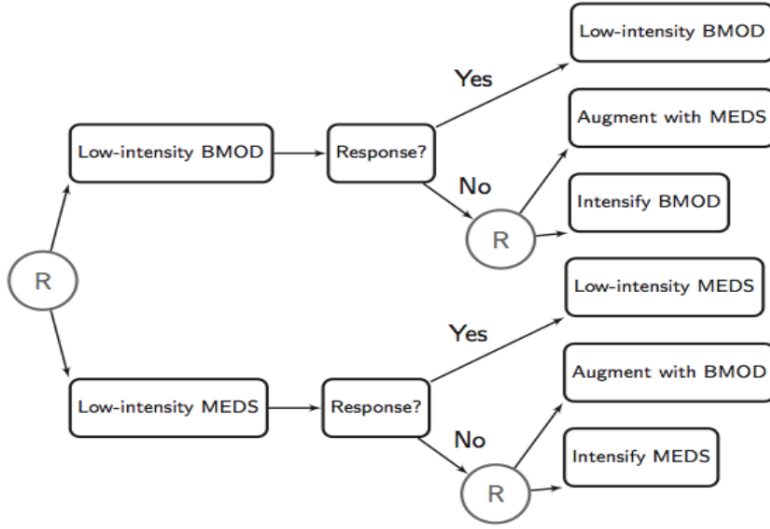 Low-intensity BMOD
Yes
Augment with MEDS
Low-intensity BMOD
Response?
No
Intensify BMOD
R
R
Low-intensity MEDS
Yes
Augment with BMOD
Low-intensity MEDS
Response?
No
Intensify MEDS
R